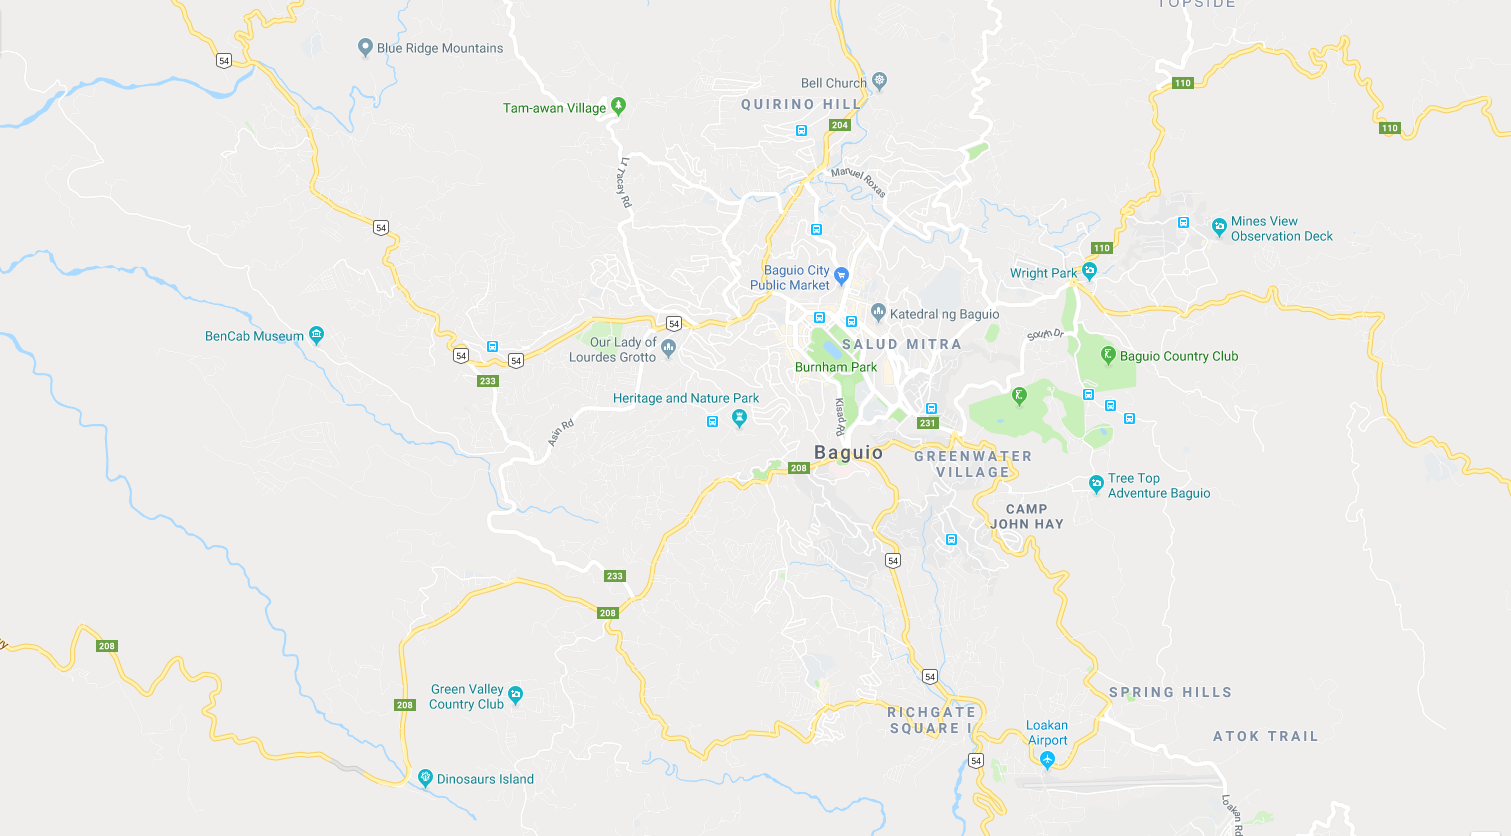 TOPSIDE
54
Blue Ridge Mountains
Bell Church
110
QUIRINO HILL
Tam-awan Village
204
110
Lt Tacay Rd
Manuel Roxas
54
Mines View
Observation Deck
110
Wright Park
Baguio City
Public Market
Katedral ng Baguio
54
BenCab Museum
Our Lady of
Lourdes Grotto
SALUD MITRA
South Dr
54
54
Baguio Country Club
Burnham Park
233
Heritage and Nature Park
Kisad Rd
231
Asin Rd
Baguio
GREENWATER
VILLAGE
208
Tree Top
Adventure Baguio
CAMP
JOHN HAY
54
233
208
208
54
Green Valley
Country Club
208
SPRING HILLS
RICHGATE
SQUARE I
Loakan
Airport
ATOK TRAIL
54
Dinosaurs Island
Loakan Rd